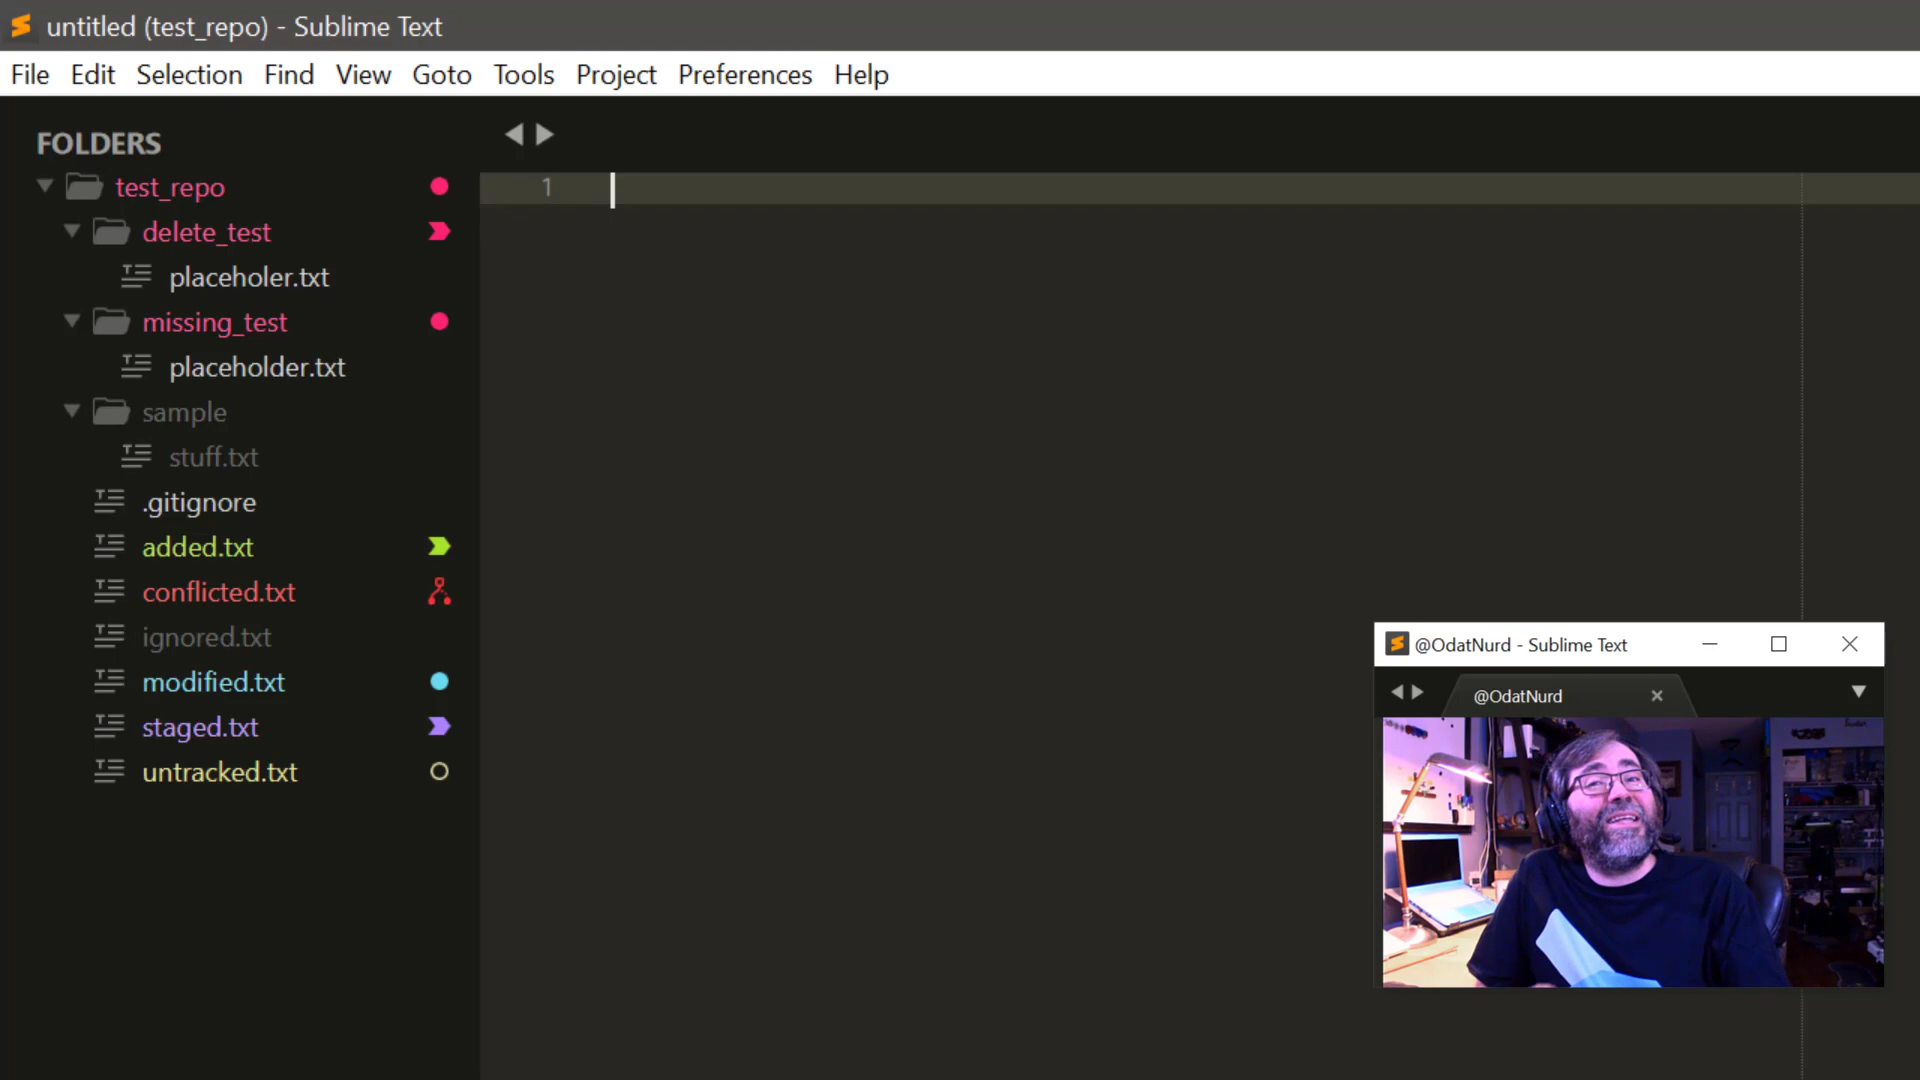 untitled (test_repo) - Sublime Text
File Edit Selection Find View Goto Tools Project Preferences Help
FOLDERS
test_repo
delete_test
placeholer.txt
missing_test
placeholder.txt
sample
stuff.txt
.gitignore
added.txt
conflicted.txt
ignored.txt
modified.txt
staged.txt
untracked.txt
1
@OdatNurd - Sublime Text
@OdatNurd